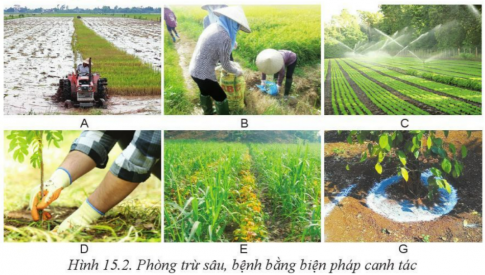 A
B
C
D
E
G
Hình 15.2. Phòng trừ sâu, bệnh bằng biện pháp canh tác